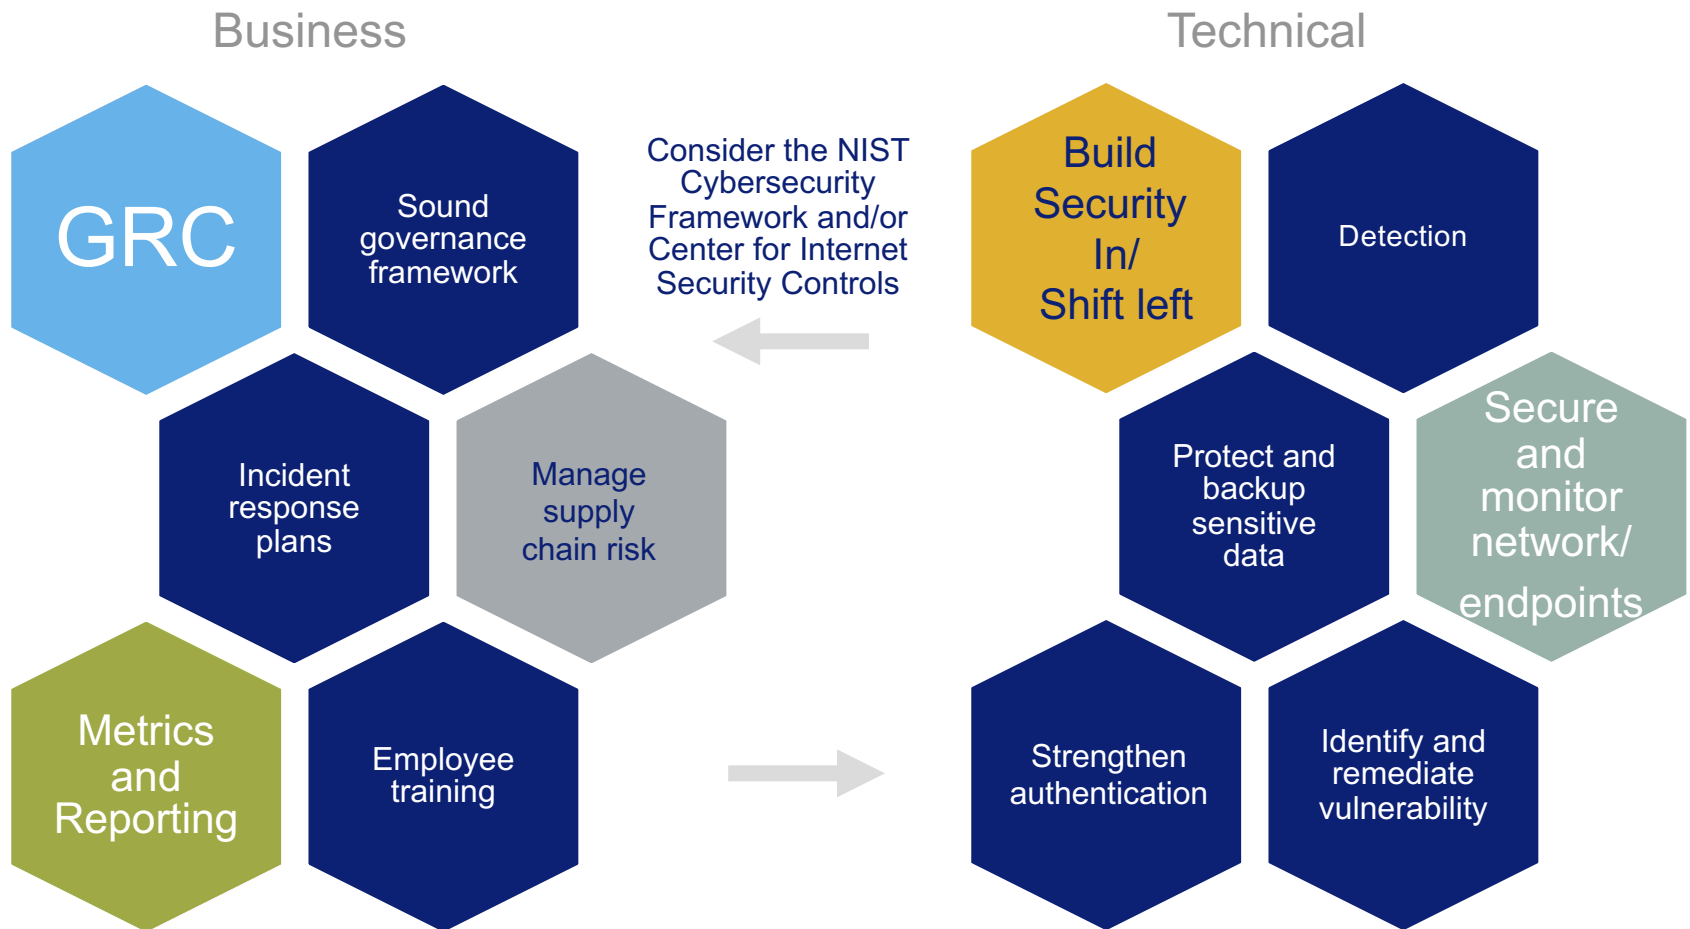 Business
GRC
Sound
governance
framework
Incident
response
plans
Manage
supply
chain risk
Metrics
and
Reporting
Employee
training
Consider the NIST
Cybersecurity
Framework and/or
Center for Internet
Security Controls
Technical
Build
Security
In/
Shift left
Detection
Protect and
backup
sensitive
data
Secure
and
monitor
network/
endpoints
Strengthen
authentication
Identify and
remediate
vulnerability